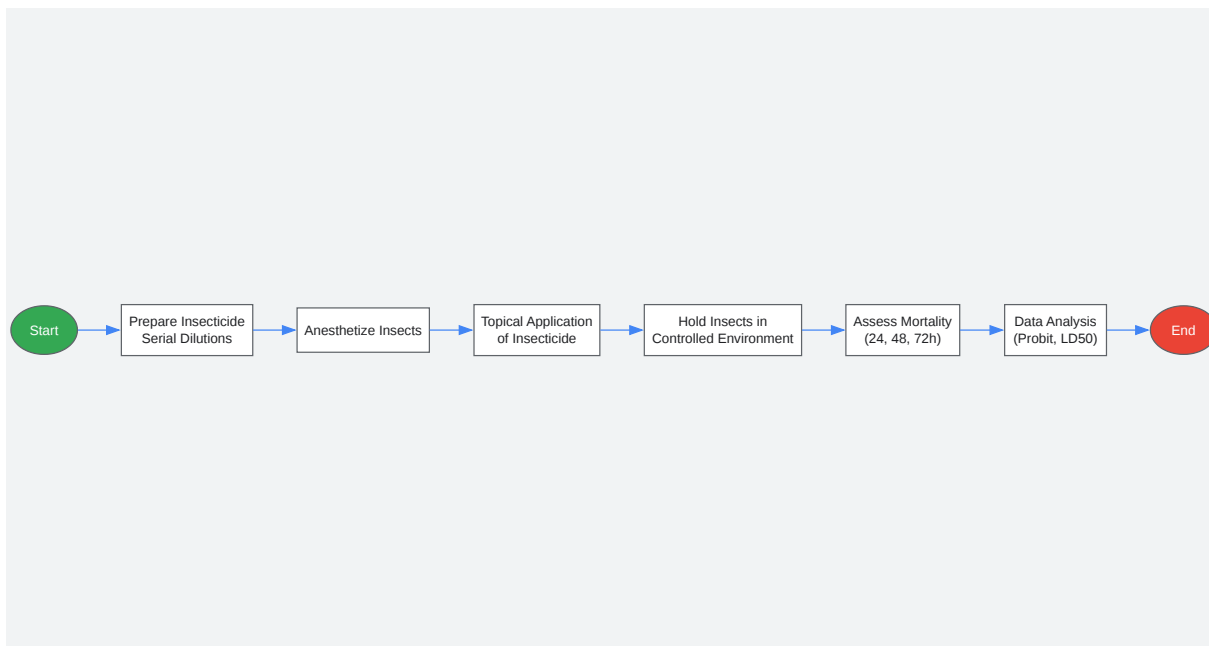 Start
Prepare Insecticide
Serial Dilutions
Anesthetize Insects
Topical Application
of Insecticide
Hold Insects in
Controlled Environment
Assess Mortality
(24, 48, 72h)
Data Analysis
(Probit, LD50)
End